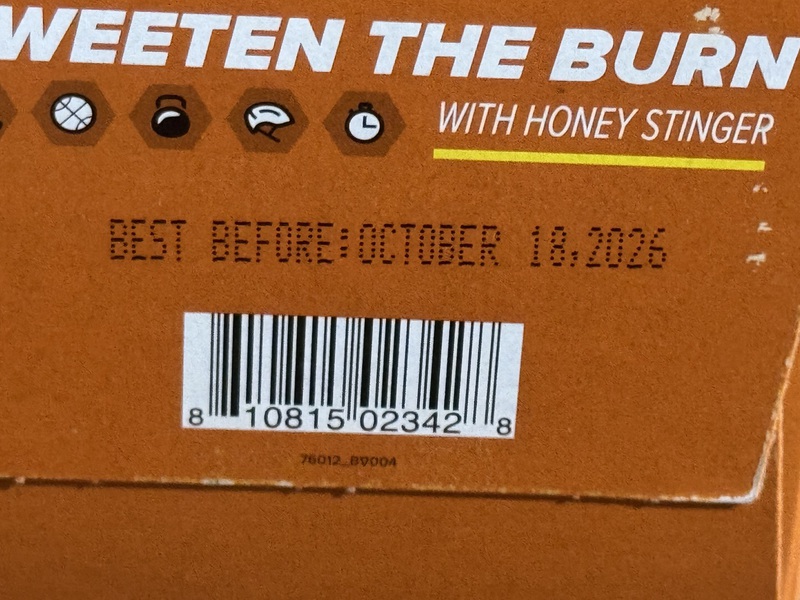 WEETEN THE BURN
WITH HONEY STINGER
BEST BEFORE:OCTOBER 18,2026
8 10815 02342 8
76012_BV004